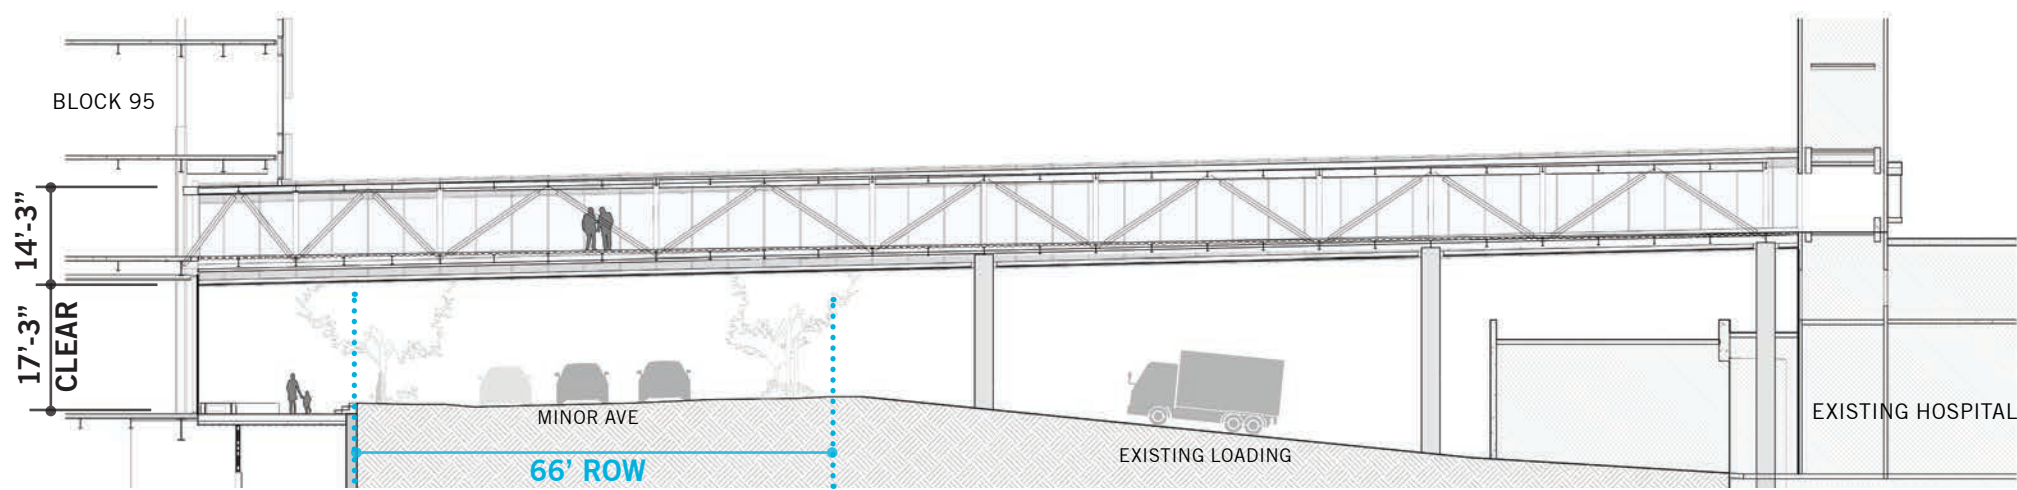 BLOCK 95
14’-3”
17’-3”
CLEAR
MINOR AVE
66’ ROW
EXISTING LOADING
EXISTING HOSPITAL